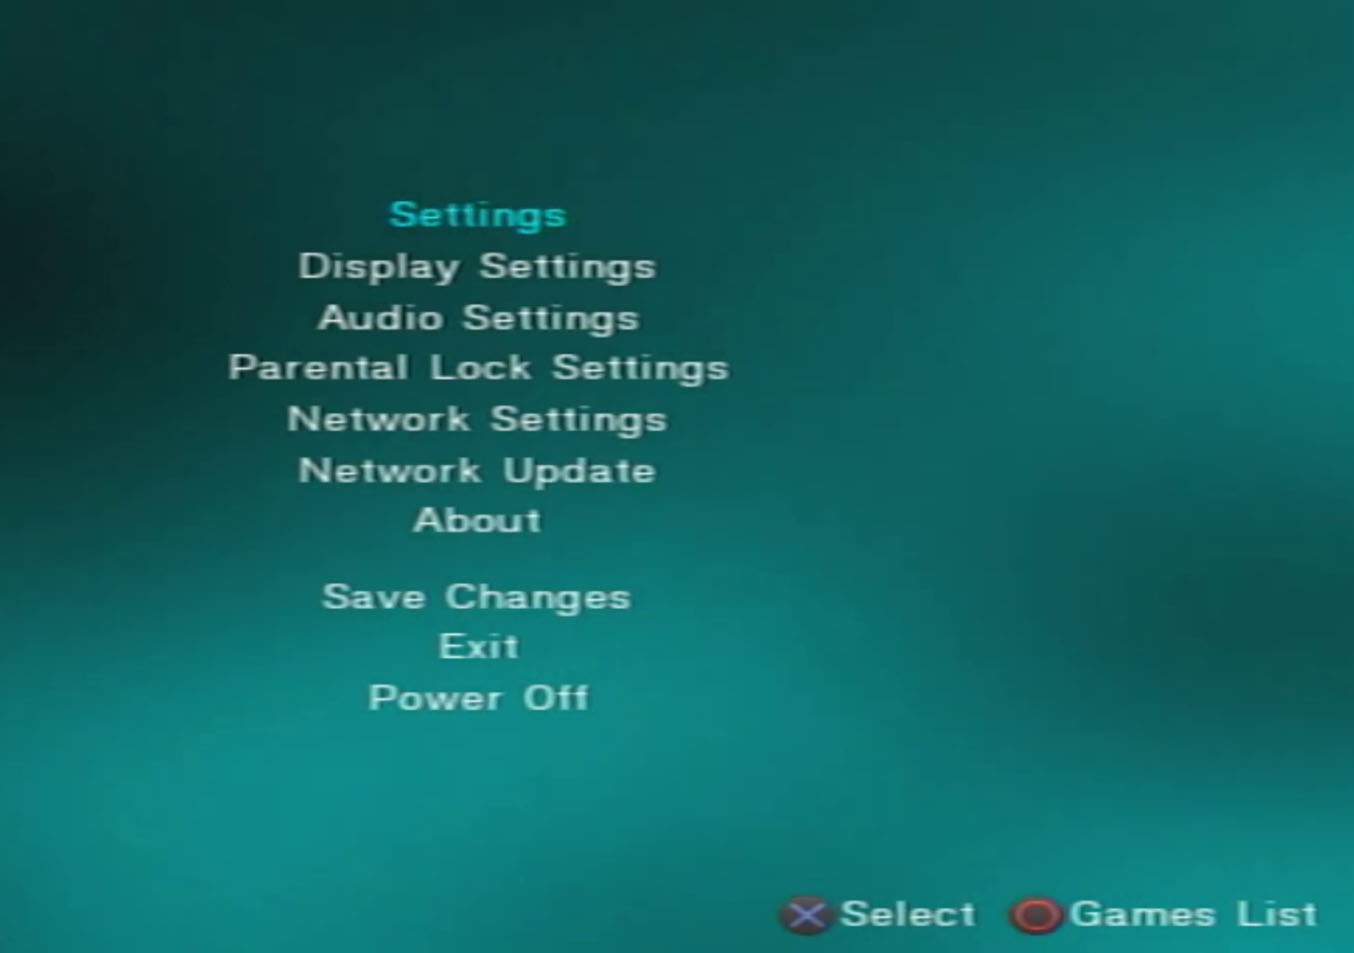 Settings
Display Settings
Audio Settings
Parental Lock Settings
Network Settings
Network Update
About
Save Changes
Exit
Power Off
Select Games List